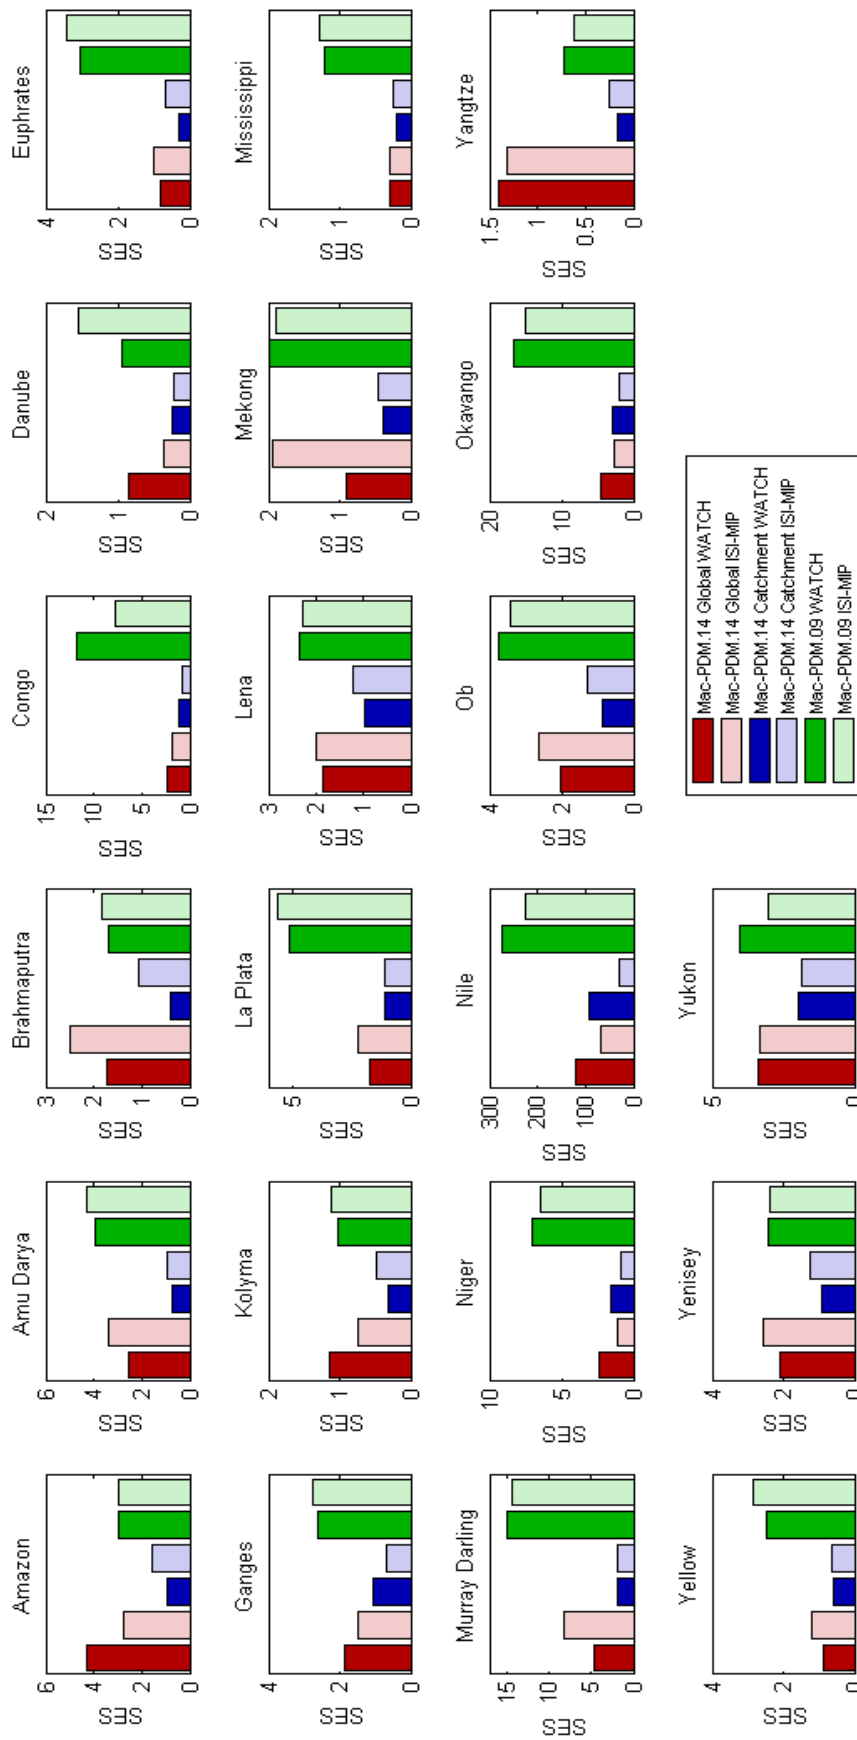 Amazon
SES
6
4
2
0
Amu Darya
SES
6
4
2
0
Brahmaputra
SES
3
2
1
0
Congo
SES
15
10
5
0
Danube
SES
2
1
0
Euphrates
SES
4
2
0
Ganges
SES
2
1
0
Kolyma
SES
2
1
0
La Plata
SES
5
0
Lena
SES
3
2
1
0
Mekong
SES
2
1
0
Mississippi
SES
2
1
0
Murray Darling
SES
15
10
5
0
Niger
SES
10
5
0
Nile
SES
300
200
100
0
Ob
SES
4
2
0
Okavango
SES
20
10
0
Yangtze
SES
1.5
1
0.5
0
Yellow
SES
4
2
0
Yenisey
SES
4
2
0
Yukon
SES
5
0
Mac-PDM.14 Global WATCH
Mac-PDM.14 Global ISI-MIP
Mac-PDM.14 Catchment WATCH
Mac-PDM.14 Catchment ISI-MIP
Mac-PDM.09 WATCH
Mac-PDM.09 ISI-MIP